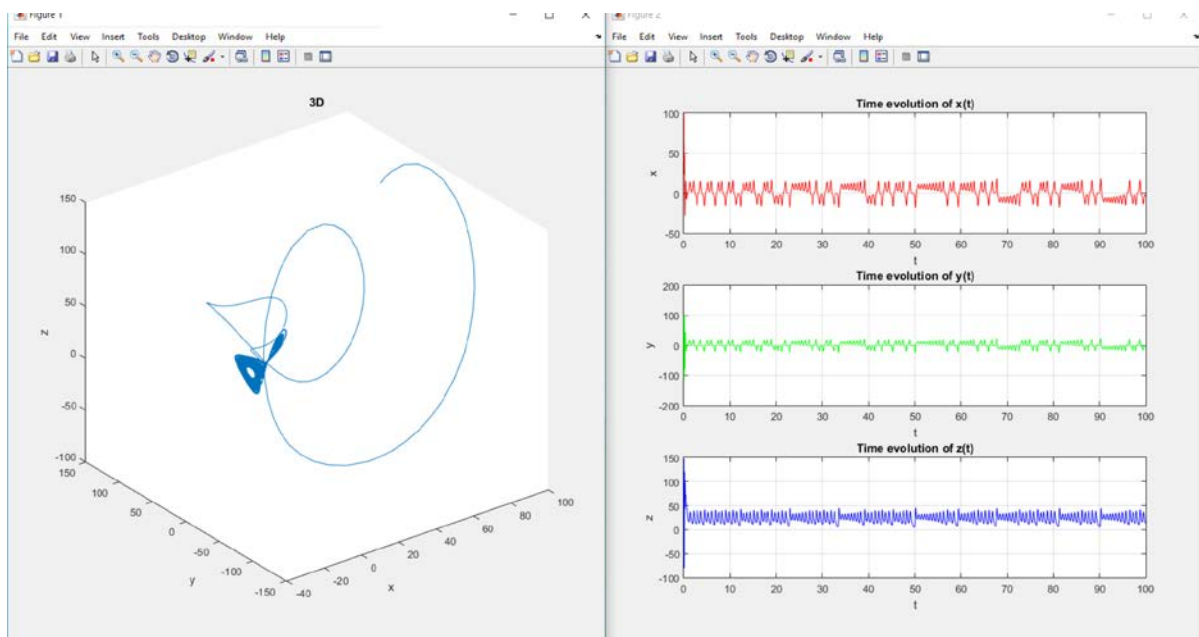 Figure 1
File Edit View Insert Tools Desktop Window Help
3D
150
100
50
0
-50
-100
z
150
100
50
0
-50
-100
-150
y
-40
-20
0
20
40
60
80
100
x
Figure 2
File Edit View Insert Tools Desktop Window Help
Time evolution of x(t)
100
50
0
-50
x
0 10 20 30 40 50 60 70 80 90 100
t
Time evolution of y(t)
200
100
0
-100
-200
y
0 10 20 30 40 50 60 70 80 90 100
t
Time evolution of z(t)
150
100
50
0
-50
-100
z
0 10 20 30 40 50 60 70 80 90 100
t